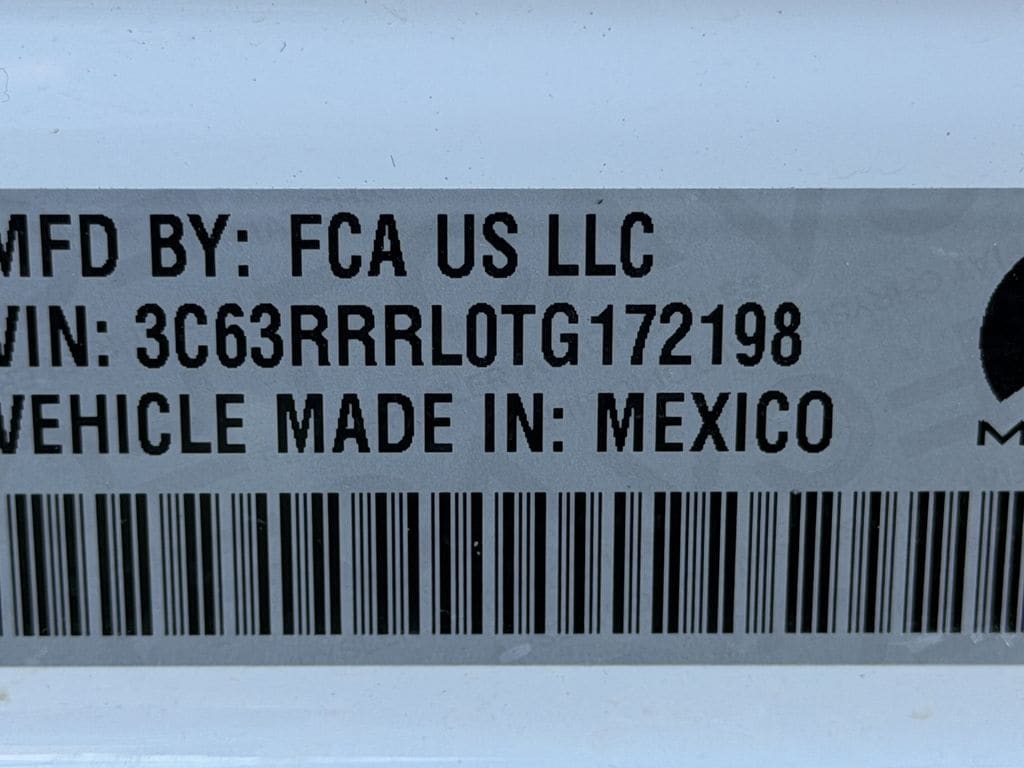 MFD BY: FCA US LLC
VIN: 3C63RRRL0TG172198
VEHICLE MADE IN: MEXICO